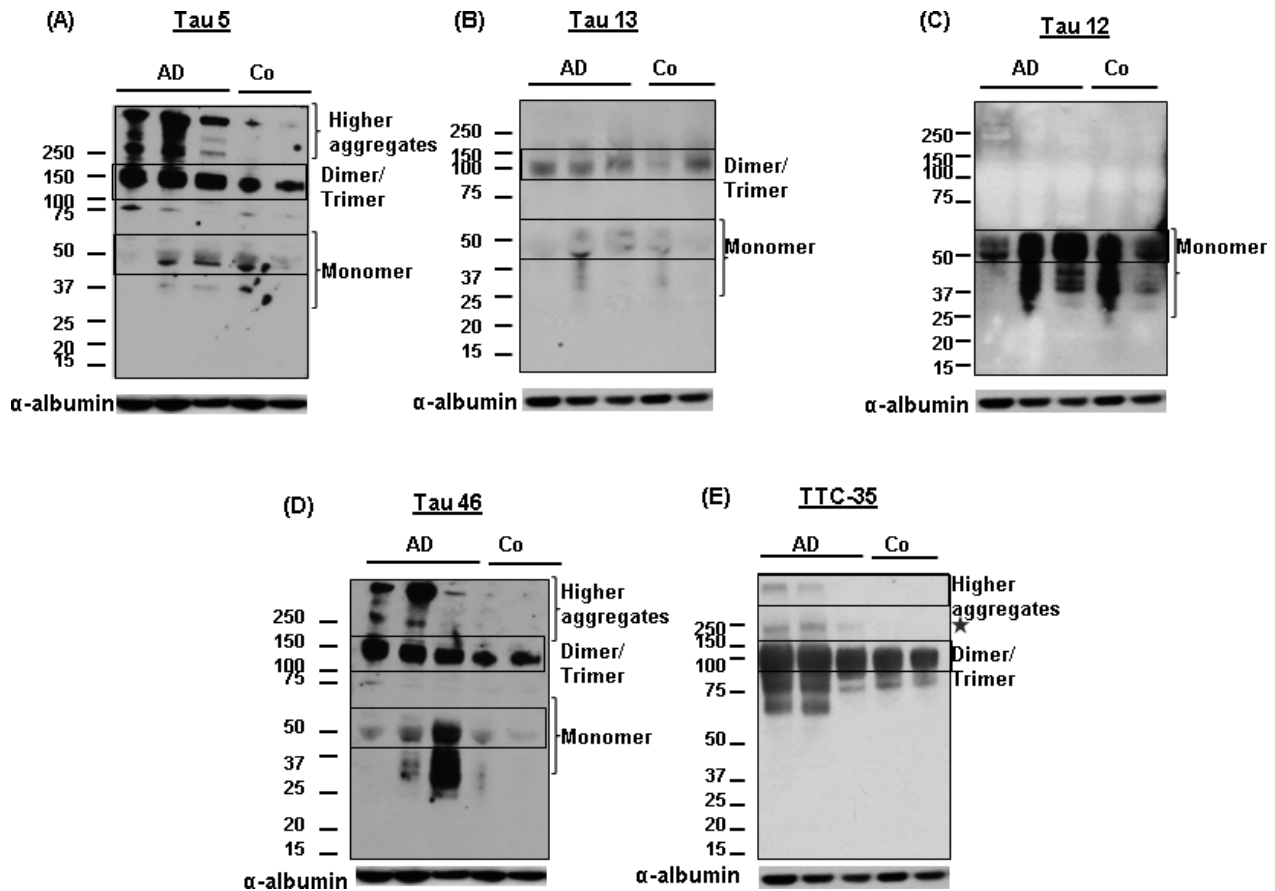 (A)
Tau 5
AD
Co
Higher
aggregates
Dimer/
Trimer
Monomer
250
150
100
75
50
37
25
20
15
α-albumin
(B)
Tau 13
AD
Co
Dimer/
Trimer
Monomer
250
150
100
75
50
37
25
20
15
α-albumin
(C)
Tau 12
AD
Co
Monomer
250
150
100
75
50
37
25
20
15
α-albumin
(D)
Tau 46
AD
Co
Higher
aggregates
Dimer/
Trimer
Monomer
250
150
100
75
50
37
25
20
15
α-albumin
(E)
TTC-35
AD
Co
Higher
aggregates
★
Dimer/
Trimer
250
150
100
75
50
37
25
20
15
α-albumin